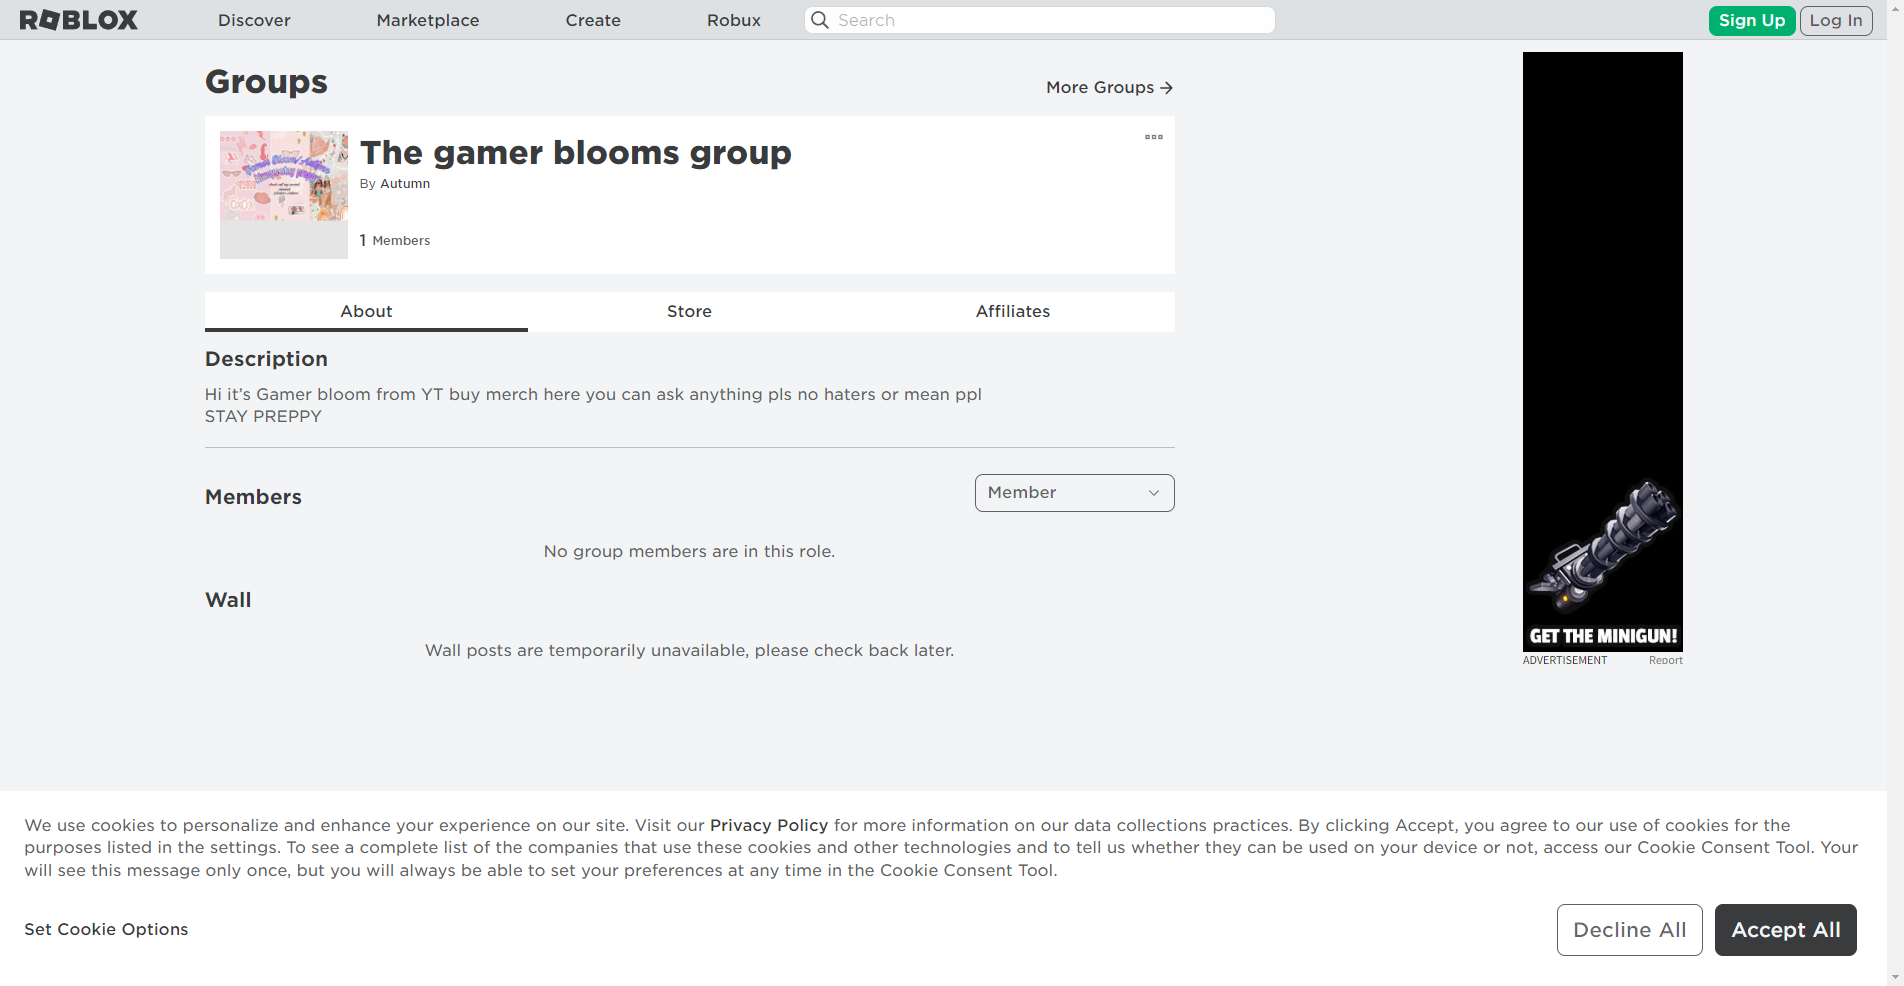 ROBLOX
Discover
Marketplace
Create
Robux
Search
Sign Up
Log In
Groups
More Groups
The gamer blooms group
By Autumn
1 Members
About
Store
Affiliates
Description
Hi it’s Gamer bloom from YT buy merch here you can ask anything pls no haters or mean ppl
STAY PREPPY
Members
Member
No group members are in this role.
Wall
Wall posts are temporarily unavailable, please check back later.
GET THE MINIGUN!
ADVERTISEMENT
Report
We use cookies to personalize and enhance your experience on our site. Visit our Privacy Policy for more information on our data collections practices. By clicking Accept, you agree to our use of cookies for the
purposes listed in the settings. To see a complete list of the companies that use these cookies and other technologies and to tell us whether they can be used on your device or not, access our Cookie Consent Tool. Your
will see this message only once, but you will always be able to set your preferences at any time in the Cookie Consent Tool.
Set Cookie Options
Decline All
Accept All